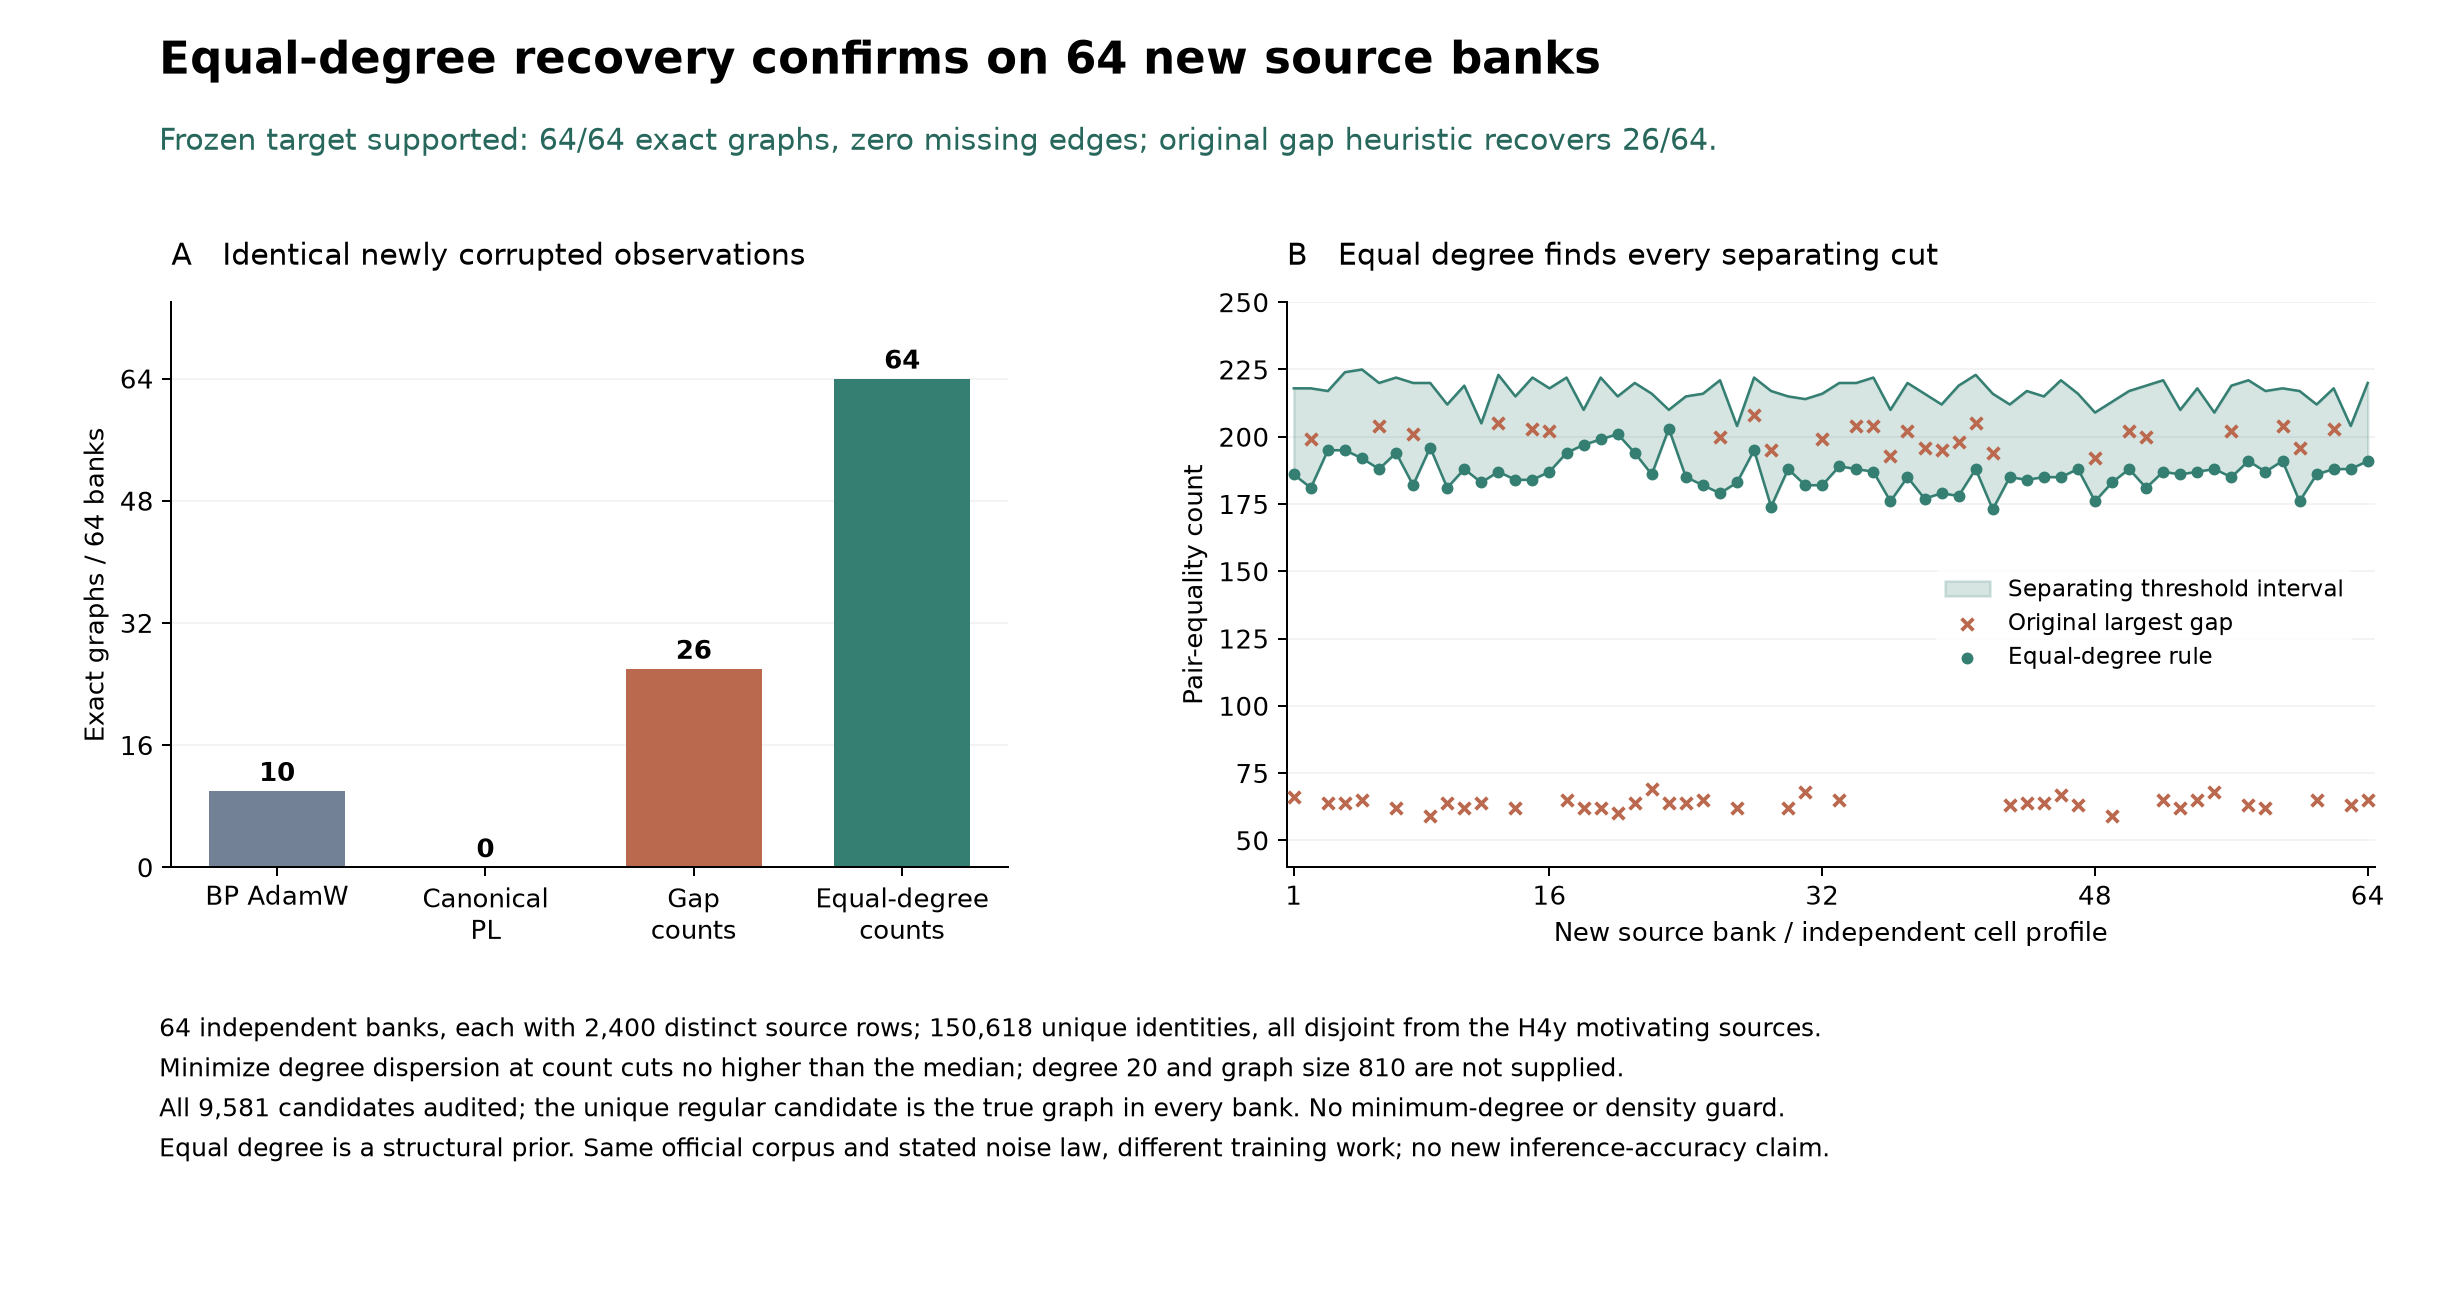 Equal-degree recovery confirms on 64 new source banks
Frozen target supported: 64/64 exact graphs, zero missing edges; original gap heuristic recovers 26/64.
A Identical newly corrupted observations
Exact graphs / 64 banks
64
48
32
16
0
10
0
26
64
BP AdamW
Canonical
PL
Gap
counts
Equal-degree
counts
B Equal degree finds every separating cut
Pair-equality count
250
225
200
175
150
125
100
75
50
Separating threshold interval
Original largest gap
Equal-degree rule
1
16
32
48
64
New source bank / independent cell profile
64 independent banks, each with 2,400 distinct source rows; 150,618 unique identities, all disjoint from the H4y motivating sources.
Minimize degree dispersion at count cuts no higher than the median; degree 20 and graph size 810 are not supplied.
All 9,581 candidates audited; the unique regular candidate is the true graph in every bank. No minimum-degree or density guard.
Equal degree is a structural prior. Same official corpus and stated noise law, different training work; no new inference-accuracy claim.